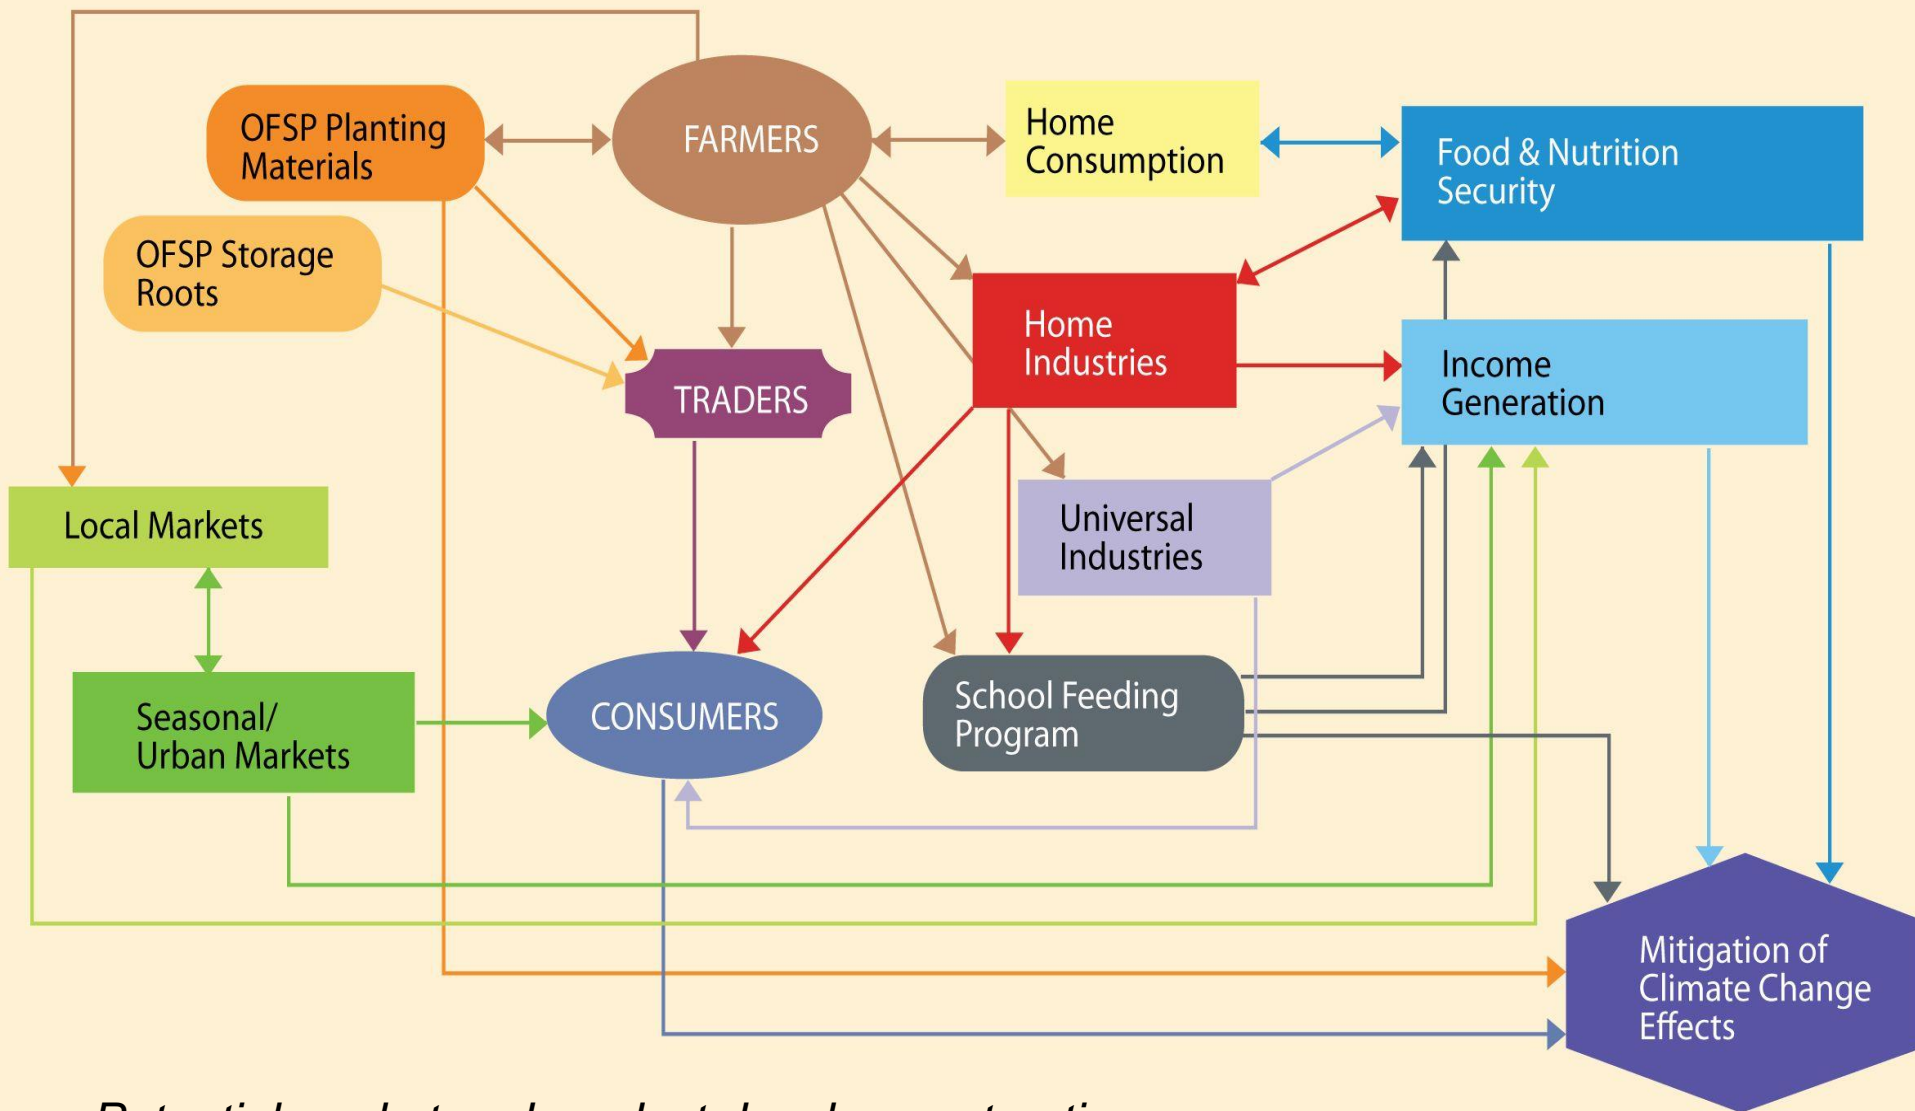 OFSP Planting
Materials
FARMERS
Home
Consumption
Food & Nutrition
Security
OFSP Storage
Roots
Home
Industries
Income
Generation
TRADERS
Local Markets
Universal
Industries
Seasonal/
Urban Markets
CONSUMERS
School Feeding
Program
Mitigation of
Climate Change
Effects